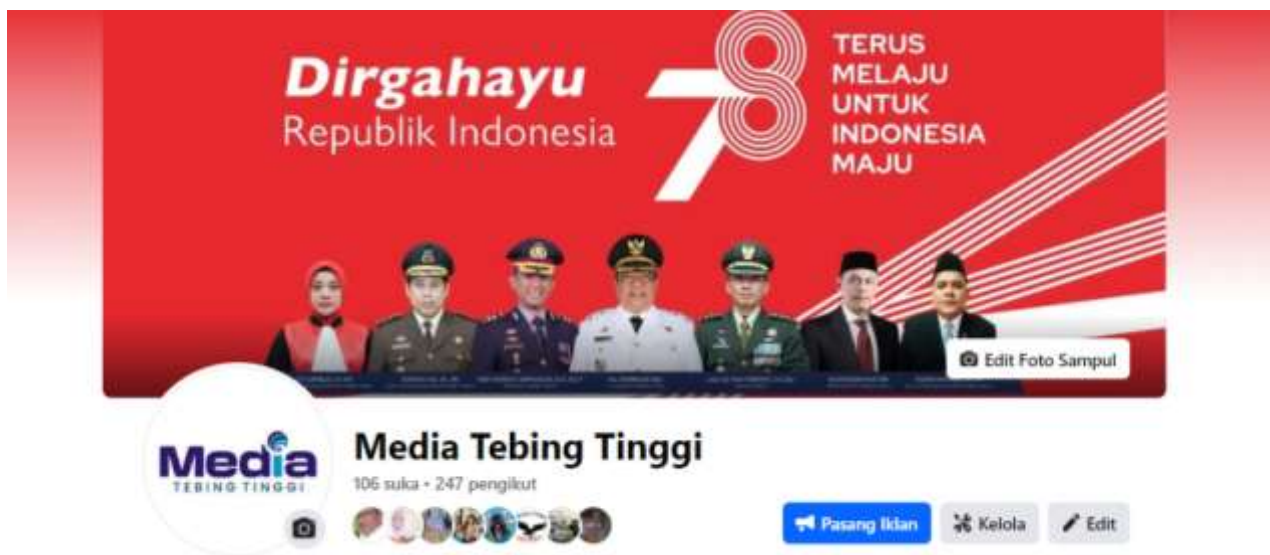 Dirgahayu
Republik Indonesia
78
TERUS
MELAJU
UNTUK
INDONESIA
MAJU
Edit Foto Sampul
Media
TEBING TINGGI
Media Tebing Tinggi
106 suka • 247 pengikut
Pasang Iklan
Kelola
Edit